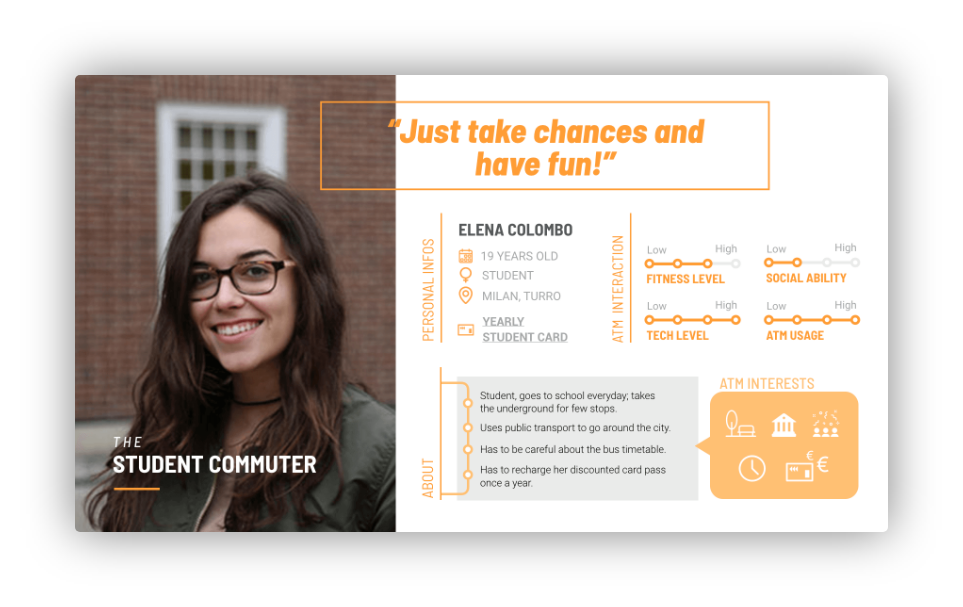 “Just take chances and
have fun!”
THE
STUDENT COMMUTER
PERSONAL INFOS
ELENA COLOMBO
19 YEARS OLD
STUDENT
MILAN, TURRO
YEARLY
STUDENT CARD
ATM INTERACTION
Low High
FITNESS LEVEL
Low High
SOCIAL ABILITY
Low High
TECH LEVEL
Low High
ATM USAGE
ABOUT
Student, goes to school everyday; takes
the underground for few stops.
Uses public transport to go around the city.
Has to be careful about the bus timetable.
Has to recharge her discounted card pass
once a year.
ATM INTERESTS
€
€